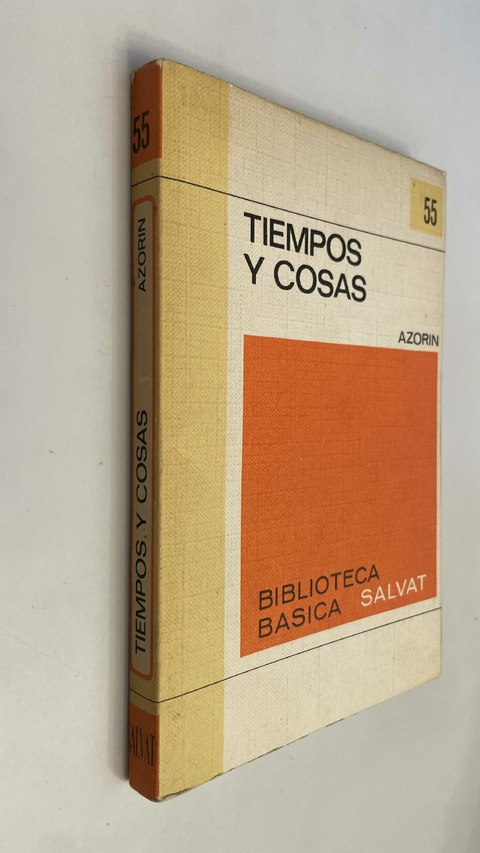 55
AZORIN
TIEMPOS. Y COSAS
SALVAT
55
TIEMPOS
Y COSAS
AZORIN
BIBLIOTECA
BASICA SALVAT